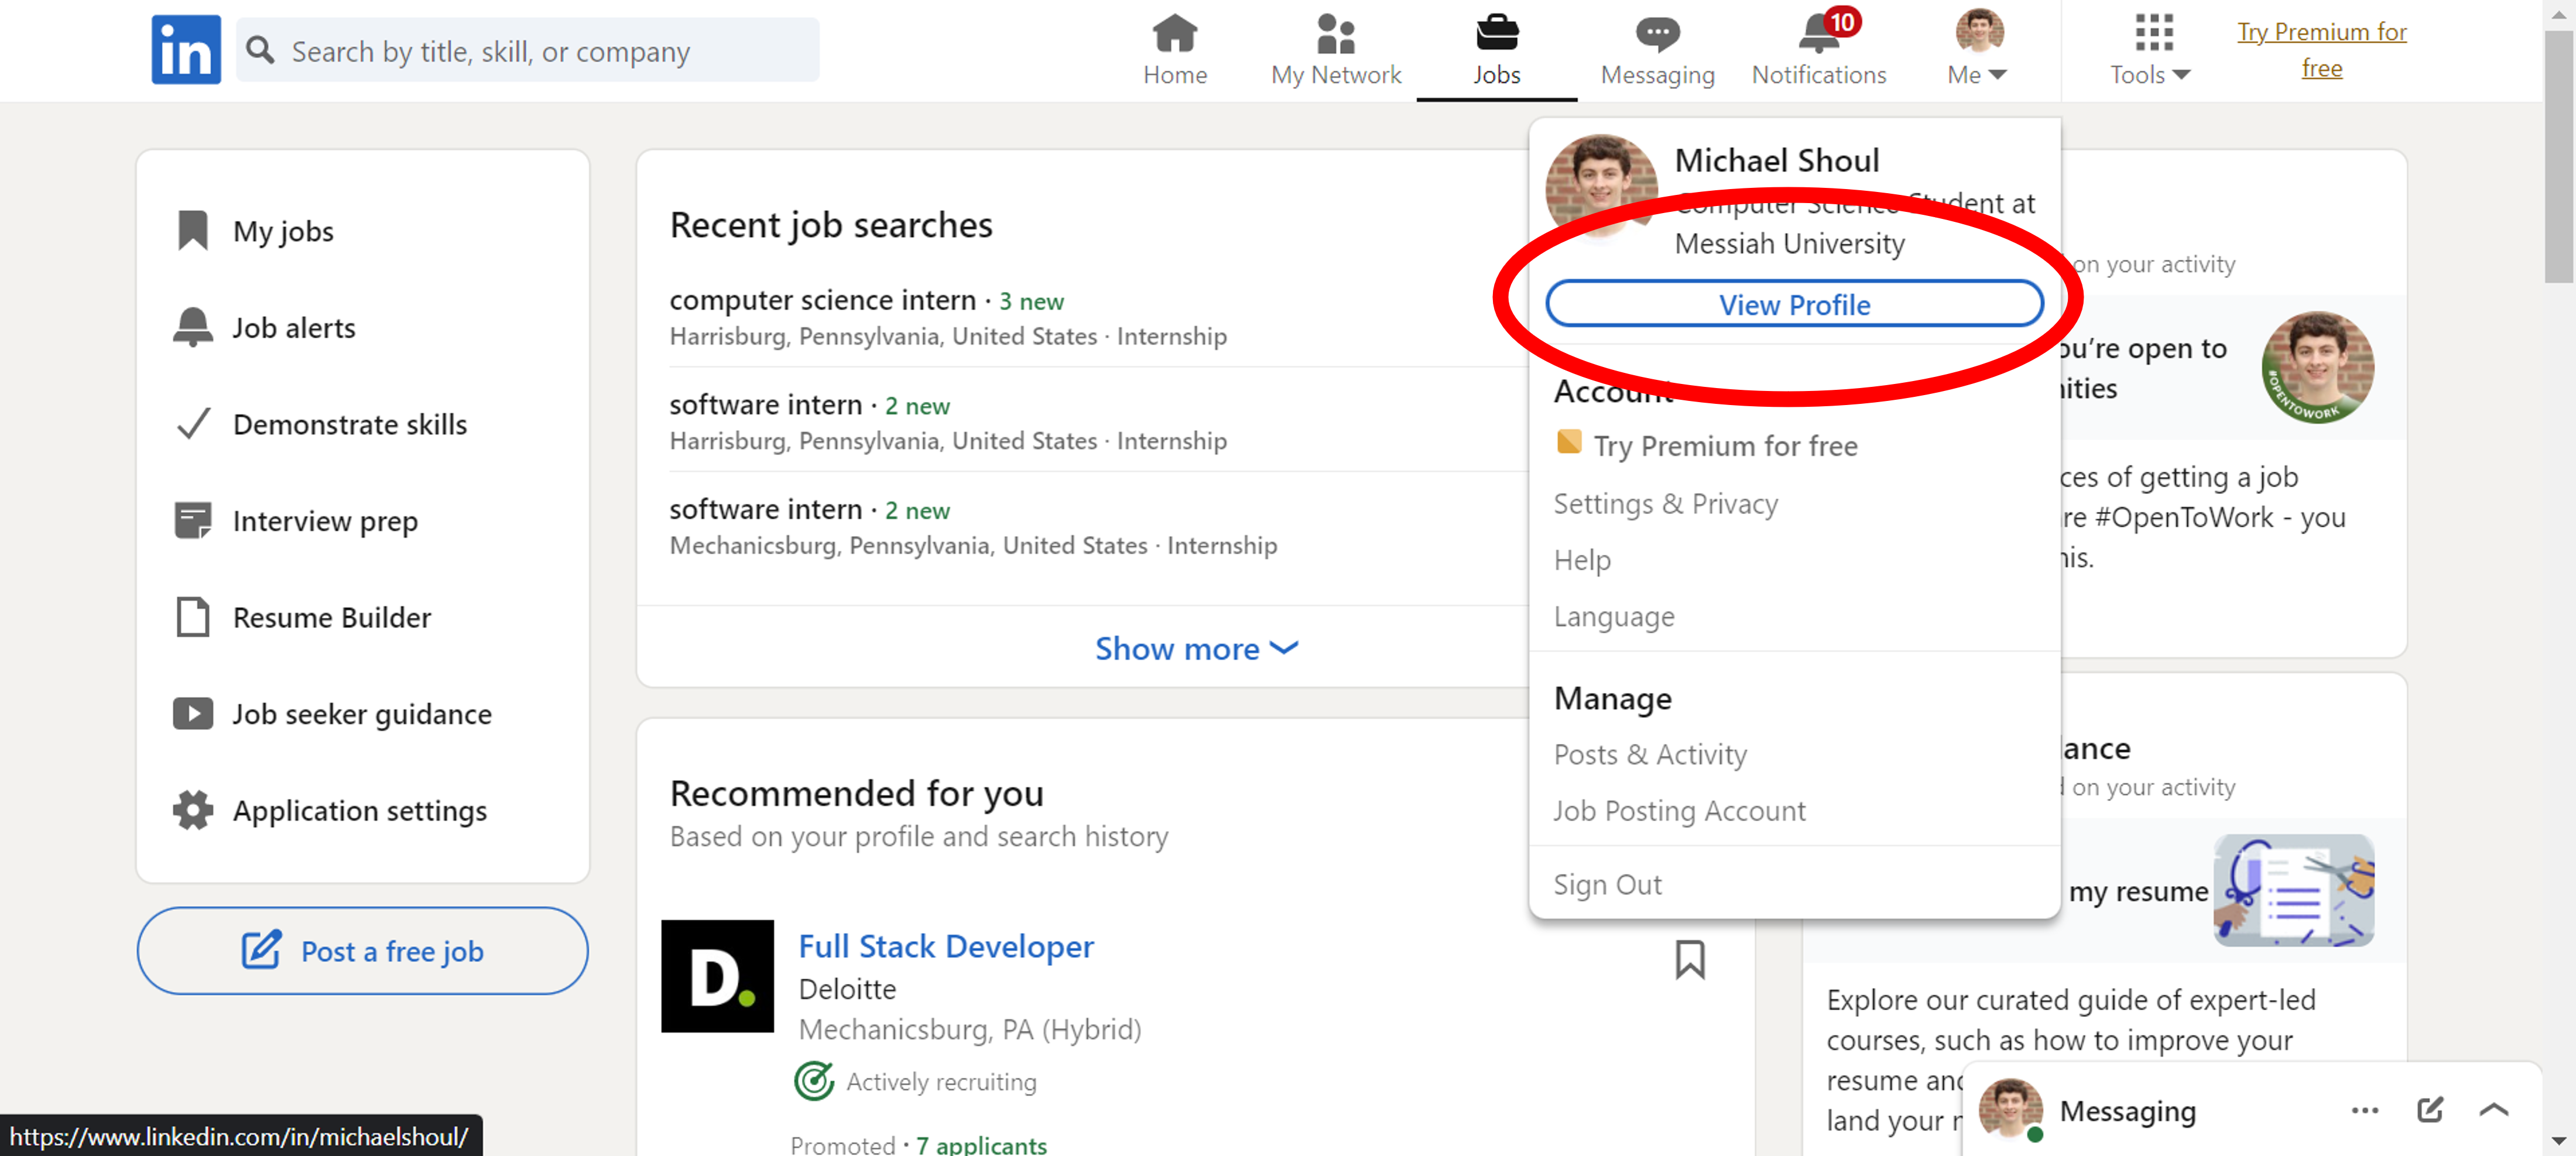 in
Search by title, skill, or company
Home
My Network
Jobs
Messaging
10
Notifications
Me
Tools
Try Premium for
free
My jobs
Job alerts
Demonstrate skills
Interview prep
Resume Builder
Job seeker guidance
Application settings
Post a free job
Recent job searches
computer science intern · 3 new
Harrisburg, Pennsylvania, United States · Internship
software intern · 2 new
Harrisburg, Pennsylvania, United States · Internship
software intern · 2 new
Mechanicsburg, Pennsylvania, United States · Internship
Show more
Recommended for you
Based on your profile and search history
D.
Full Stack Developer
Deloitte
Mechanicsburg, PA (Hybrid)
Actively recruiting
Promoted · 7 applicants
Michael Shoul
Computer Science Student at
Messiah University
View Profile
Account
Try Premium for free
Settings & Privacy
Help
Language
Manage
Posts & Activity
Job Posting Account
Sign Out
on your activity
ou're open to
#OPENTOWORK
ces of getting a job
re #OpenToWork - you
his.
on your activity
my resume
Explore our curated guide of expert-led
courses, such as how to improve your
resume and
land your
Messaging
https://www.linkedin.com/in/michaelshoul/